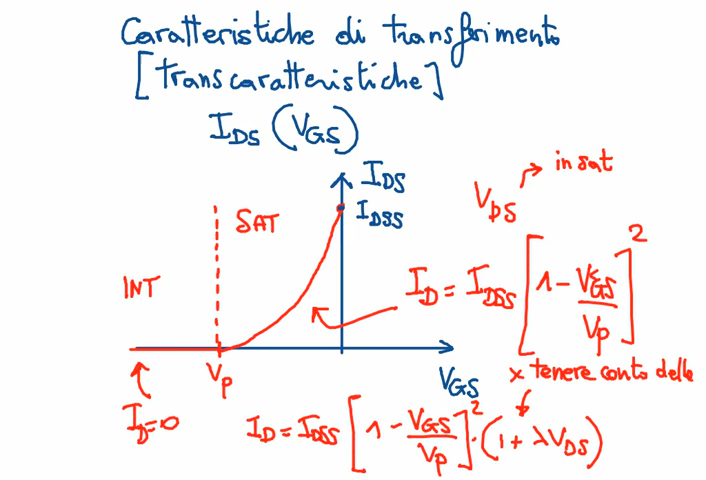 Caratteristiche di transferimento
[transcaratteristiche]
IDS (VGS)
IDS
IDSS
in sat
VDS
SAT
INT
ID = IDSS [1 - VGS/Vp]²
Vp
VGS
x tenere conto delle
ID=0
ID = IDSS [1 - VGS/Vp]² · (1 + λVDS)